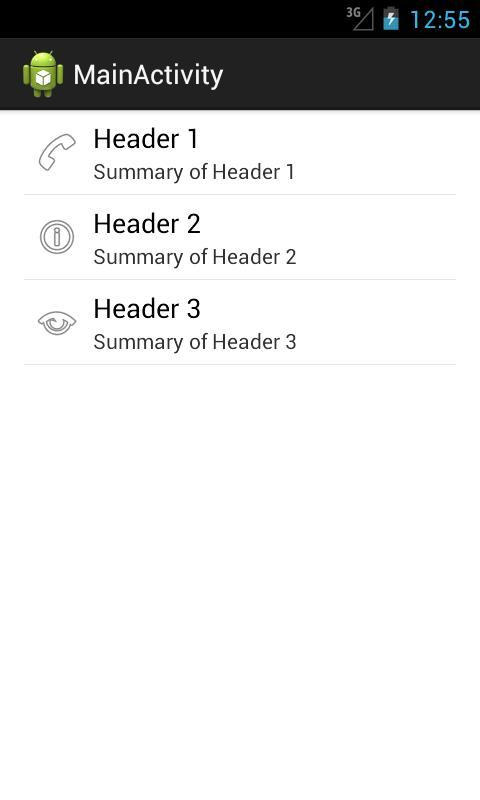 3G 12:55
MainActivity
Header 1
Summary of Header 1
Header 2
Summary of Header 2
Header 3
Summary of Header 3